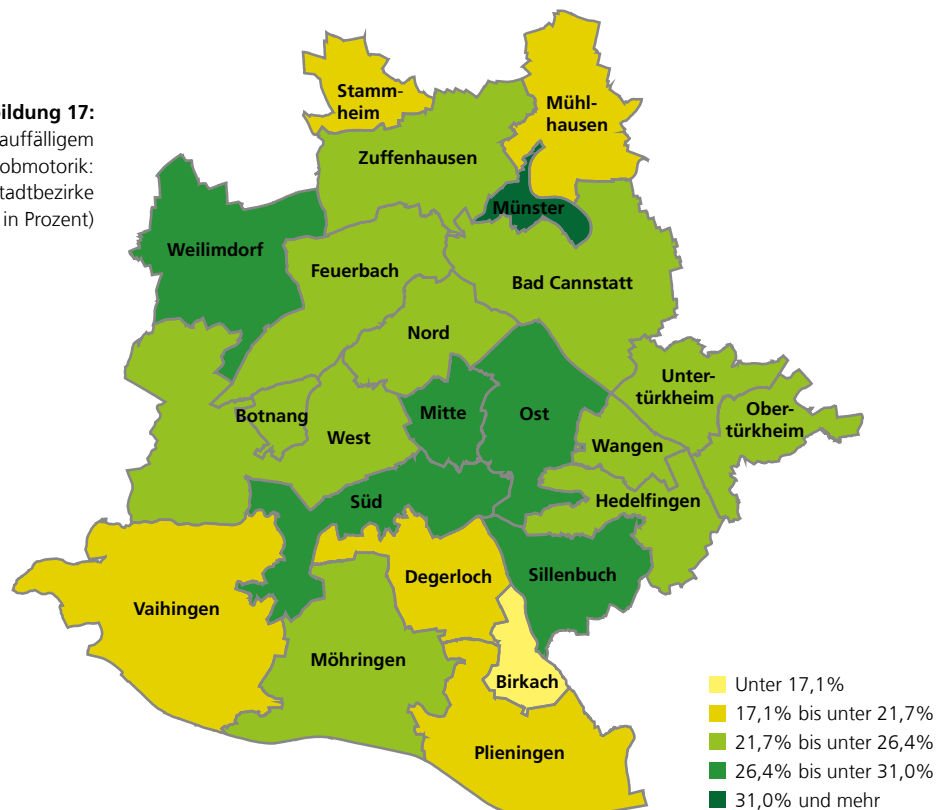 bildung 17:
auffälligem
obmotorik:
tadtbezirke
in Prozent)
Stamm-
heim
Mühl-
hausen
Zuffenhausen
Münster
Weilimdorf
Feuerbach
Bad Cannstatt
Nord
Unter-
türkheim
Ober-
türkheim
Botnang
West
Mitte
Ost
Wangen
Süd
Hedelfingen
Degerloch
Sillenbuch
Vaihingen
Möhringen
Birkach
Plieningen
Unter 17,1%
17,1% bis unter 21,7%
21,7% bis unter 26,4%
26,4% bis unter 31,0%
31,0% und mehr